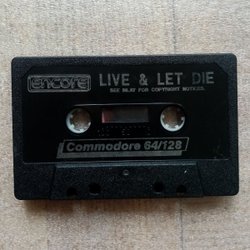 ENCORE
LIVE & LET DIE
SEE INLAY FOR COPYRIGHT NOTICES.
Commodore 64/128